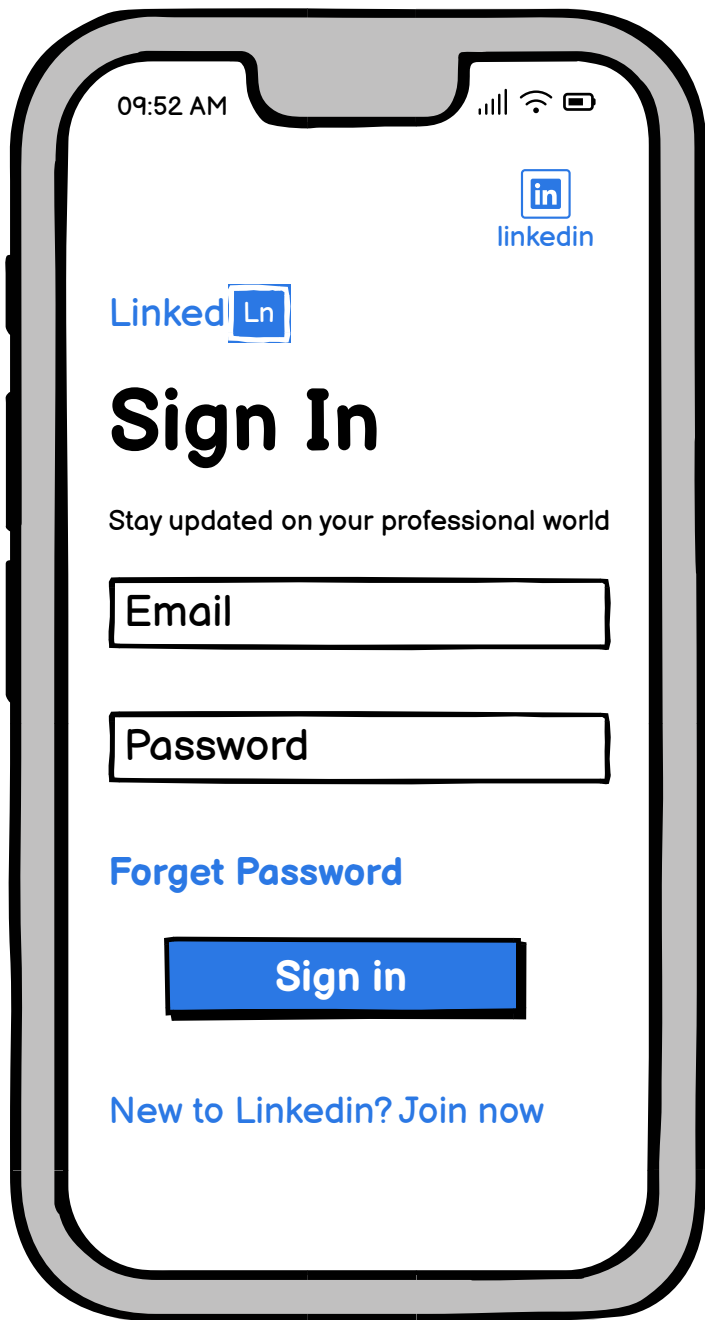 09:52 AM
in
linkedin
Linked Ln
Sign In
Stay updated on your professional world
Email
Password
Forget Password
Sign in
New to Linkedin? Join now